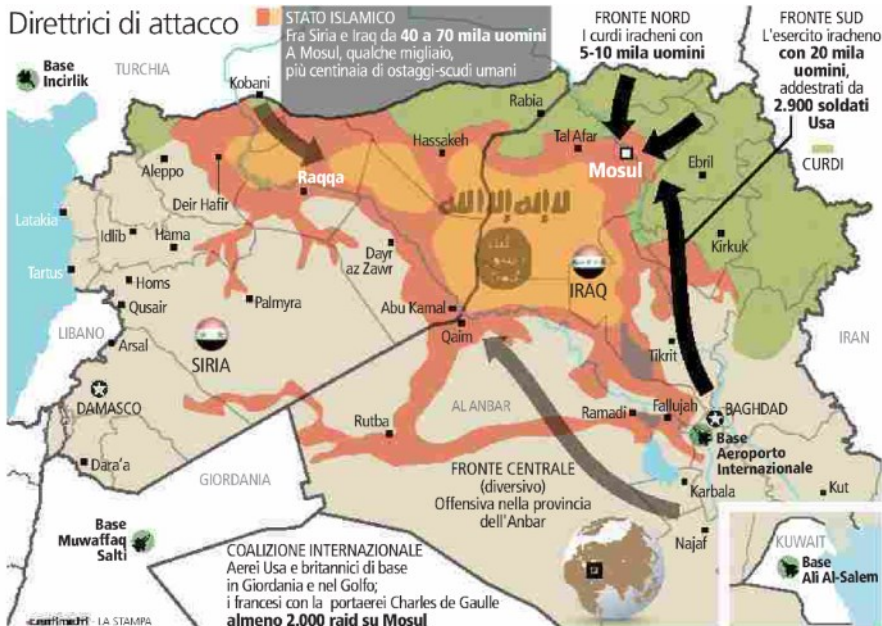 Direttrici di attacco
STATO ISLAMICO
Fra Siria e Iraq da 40 a 70 mila uomini
A Mosul, qualche migliaio,
più centinaia di ostaggi-scudi umani
FRONTE NORD
I curdi iracheni con
5-10 mila uomini
FRONTE SUD
L'esercito iracheno
con 20 mila
uomini,
addestrati da
2.900 soldati
Usa
CURDI
Base
Incirlik
TURCHIA
Kobani
Rabia
Hassakeh
Tal Afar
Mosul
Ebril
Aleppo
Raqqa
Deir Hafir
لا إله إلا الله
Latakia
Idlib
Hama
Kirkuk
Dayr
az Zawr
Tartus
Homs
Palmyra
IRAQ
Qusair
Abu Kamal
LIBANO
Qaim
Arsal
SIRIA
Tikrit
IRAN
DAMASCO
AL ANBAR
Ramadi
Fallujah
BAGHDAD
Rutba
Base
Aeroporto
Internazionale
Dara'a
GIORDANIA
FRONTE CENTRALE
(diversivo)
Offensiva nella provincia
dell'Anbar
Karbala
Kut
Najaf
Base
Muwaffaq
Salti
COALIZIONE INTERNAZIONALE
Aerei Usa e britannici di base
in Giordania e nel Golfo;
i francesi con la portaerei Charles de Gaulle
almeno 2.000 raid su Mosul
KUWAIT
Base
Ali Al-Salem
centimetri - LA STAMPA